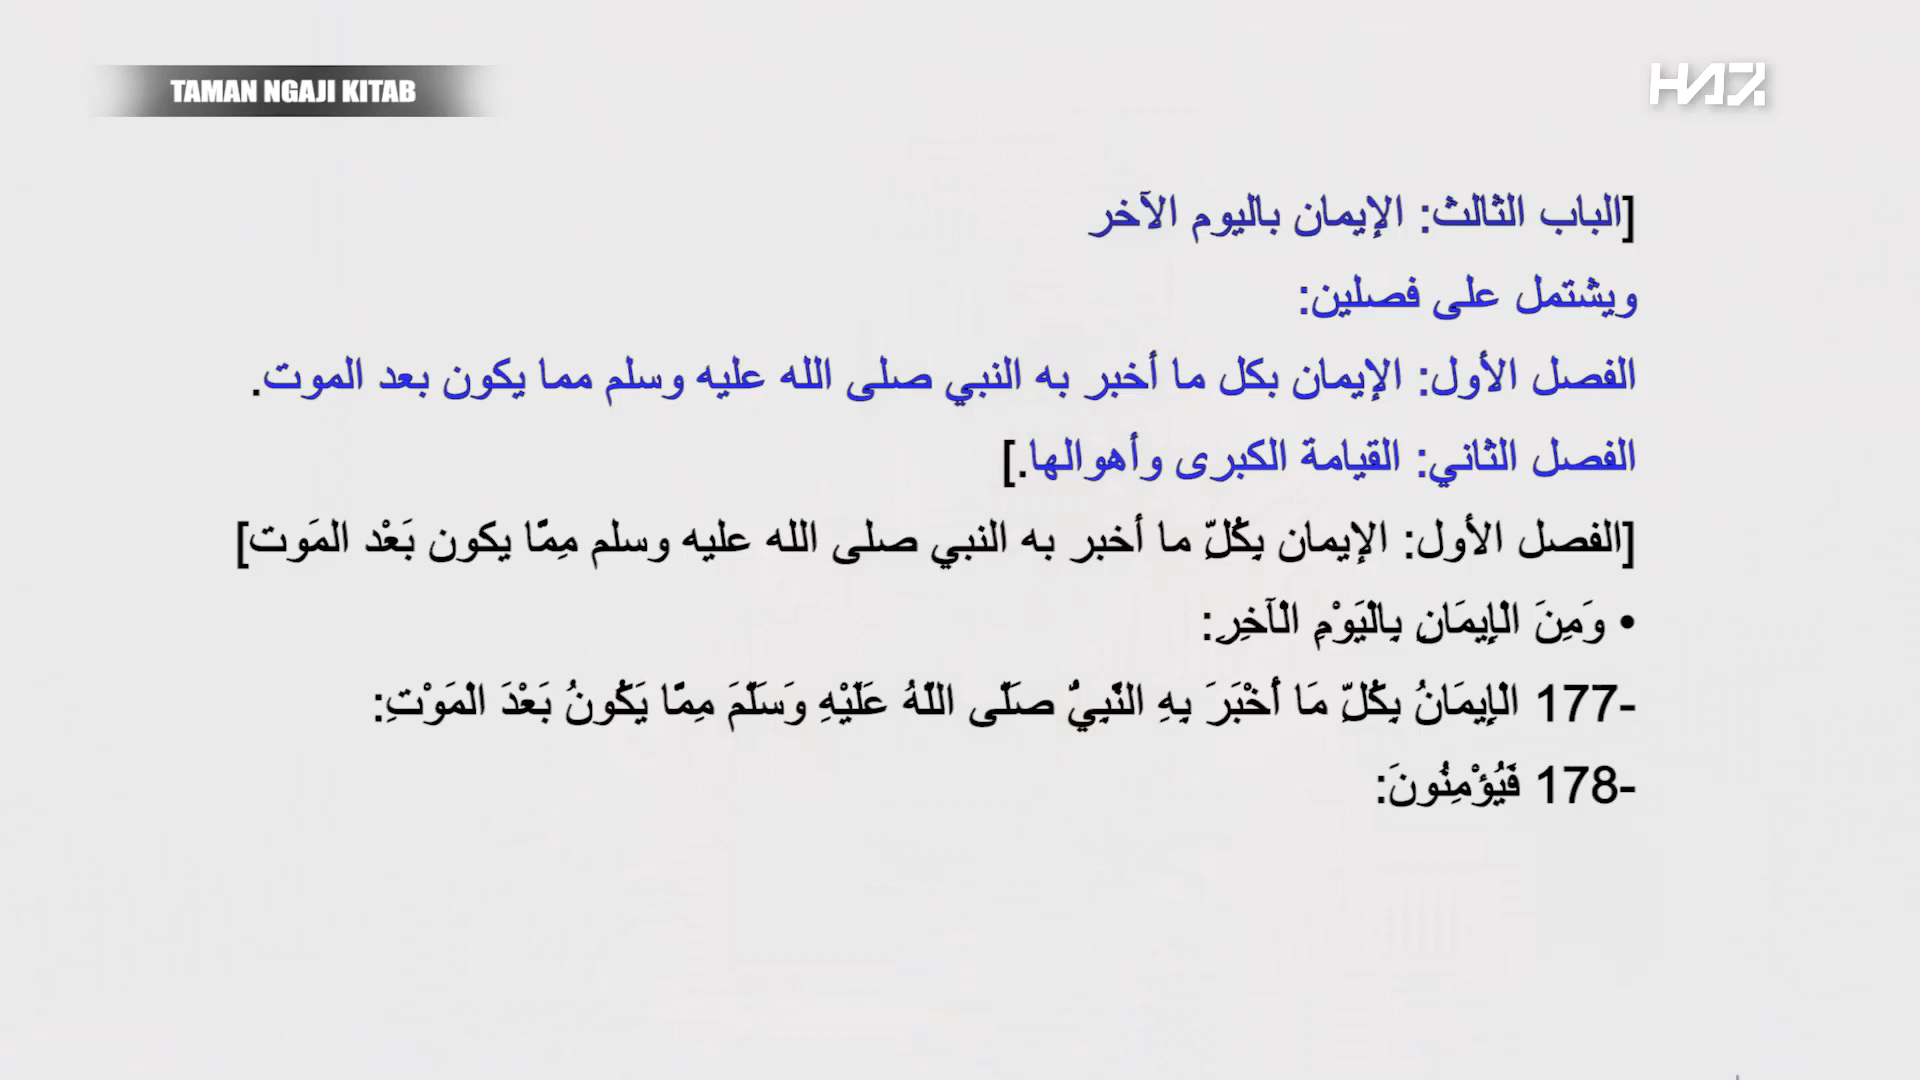 TAMAN NGAJI KITAB
HAZ
[الباب الثالث: الإيمان باليوم الآخر
ويشتمل على فصلين:
الفصل الأول: الإيمان بكل ما أخبر به النبي صلى الله عليه وسلم مما يكون بعد الموت.
الفصل الثاني: القيامة الكبرى وأهوالها.]
[الفصل الأول: الإيمان بِكُلِّ ما أخبر به النبي صلى الله عليه وسلم مِمَّا يكون بَعْد المَوت]
• وَمِنَ الْإِيمَانِ بِالْيَوْمِ الْآخِرِ:
177- الْإِيمَانُ بِكُلِّ مَا أَخْبَرَ بِهِ النَّبِيُّ صَلَّى اللَّهُ عَلَيْهِ وَسَلَّمَ مِمَّا يَكُونُ بَعْدَ الْمَوْتِ:
178- فَيُؤْمِنُونَ: